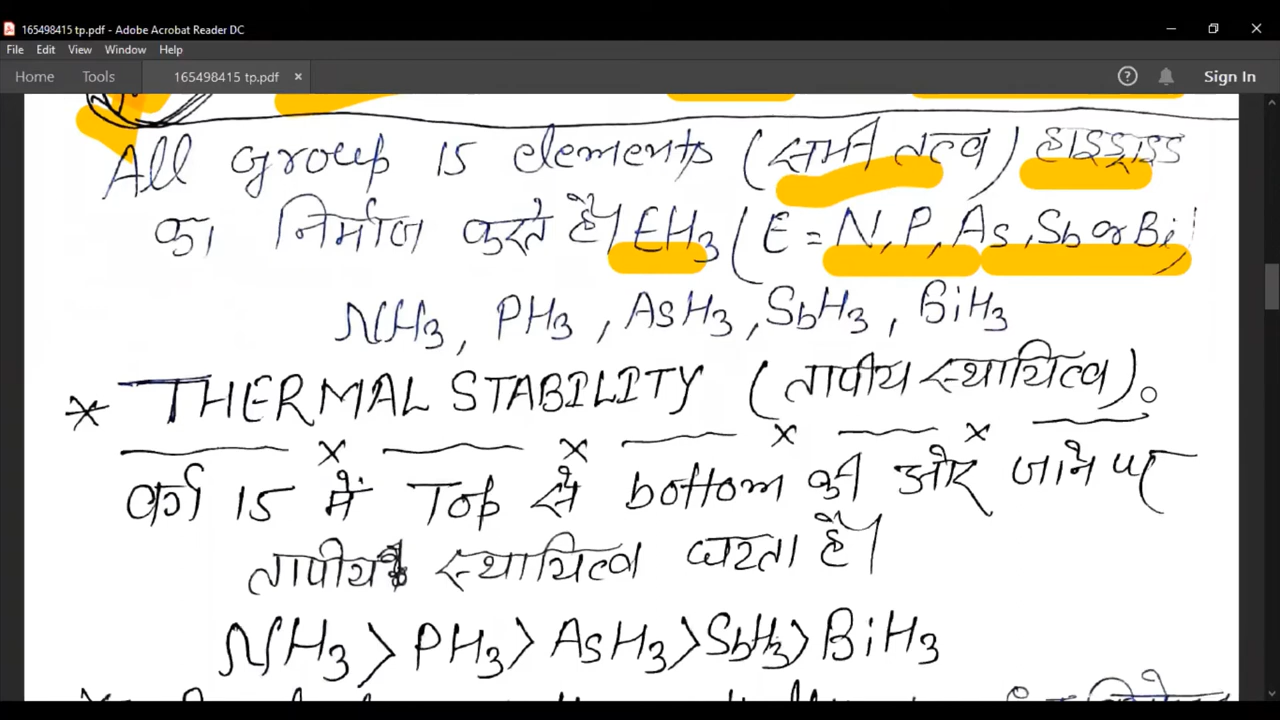 165498415 tp.pdf - Adobe Acrobat Reader DC
File Edit View Window Help
Home Tools 165498415 tp.pdf × Sign In
All group 15 elements (सभी तत्व) हाइड्राइड
का निर्माण करते हैं। EH3 (E = N, P, As, Sb or Bi)
NH3, PH3, AsH3, SbH3, BiH3
* THERMAL STABILITY (तापीय स्थायित्व)
वर्ग 15 में Top से bottom की ओर जाने पर
तापीय स्थायित्व घटता है।
NH3 > PH3 > AsH3 > SbH3 > BiH3